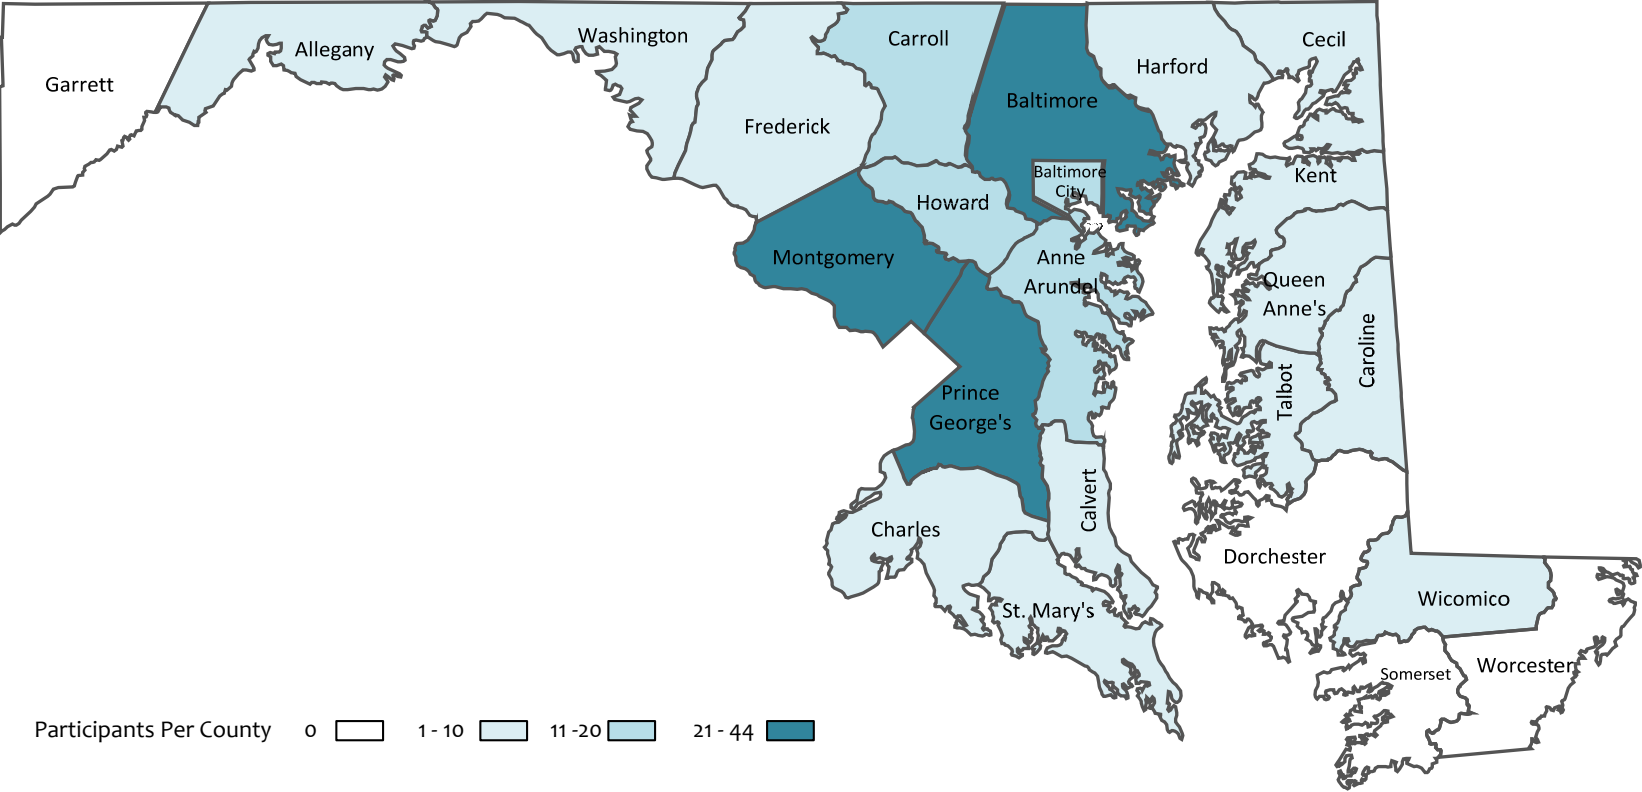 Garrett
Allegany
Washington
Frederick
Carroll
Baltimore
Harford
Cecil
Baltimore
City
Howard
Kent
Montgomery
Anne
Arundel
Queen
Anne's
Caroline
Talbot
Prince
George's
Calvert
Charles
St. Mary's
Dorchester
Wicomico
Somerset
Worcester
Participants Per County 0 1 - 10 11 -20 21 - 44